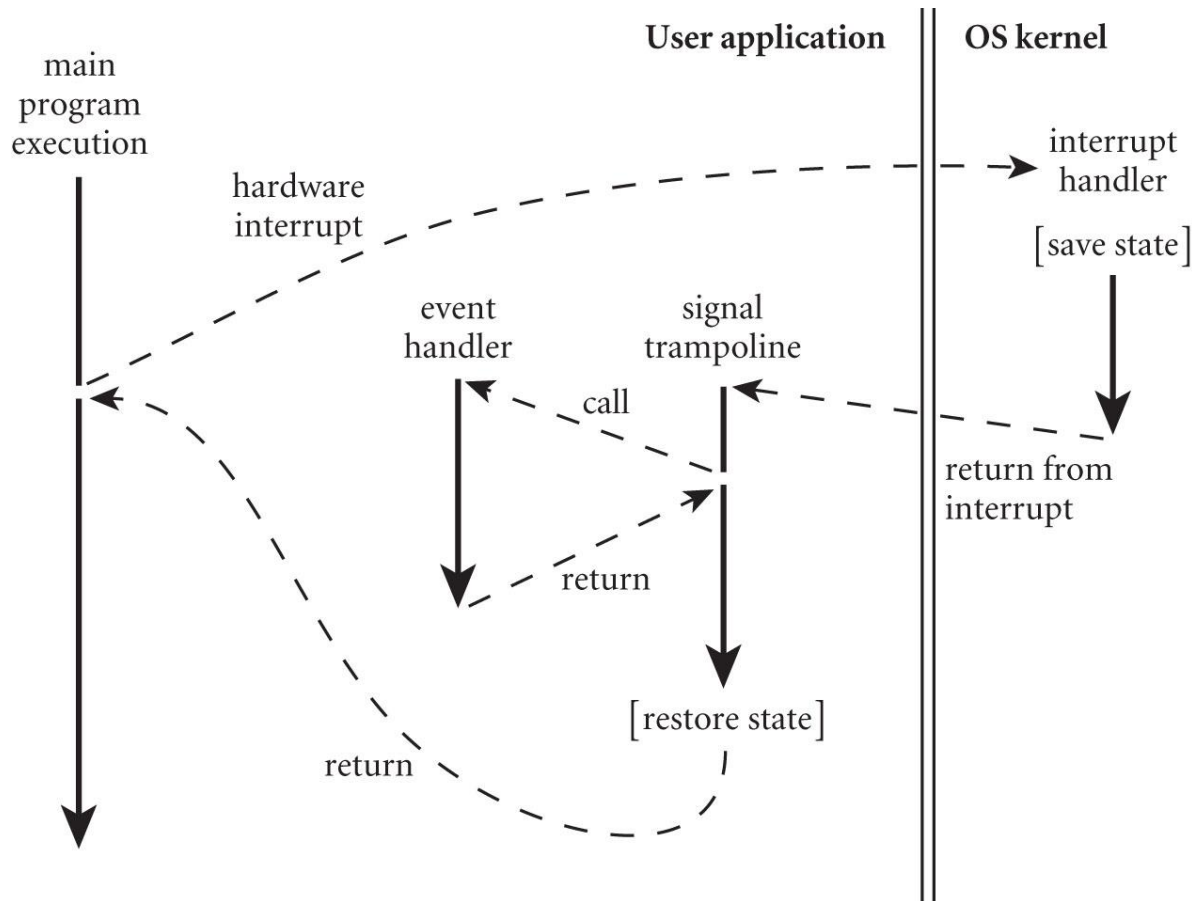 User application
OS kernel
main
program
execution
hardware
interrupt
interrupt
handler
[save state]
event
handler
signal
trampoline
call
return from
interrupt
return
[restore state]
return